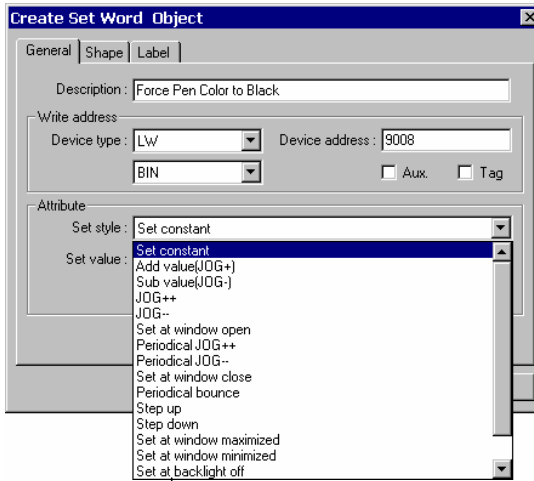 Create Set Word Object
General Shape Label
Description : Force Pen Color to Black
Write address
Device type : LW Device address : 9008
BIN Aux. Tag
Attribute
Set style : Set constant
Set value :
Set constant
Add value(JOG+)
Sub value(JOG-)
JOG++
JOG--
Set at window open
Periodical JOG++
Periodical JOG--
Set at window close
Periodical bounce
Step up
Step down
Set at window maximized
Set at window minimized
Set at backlight off